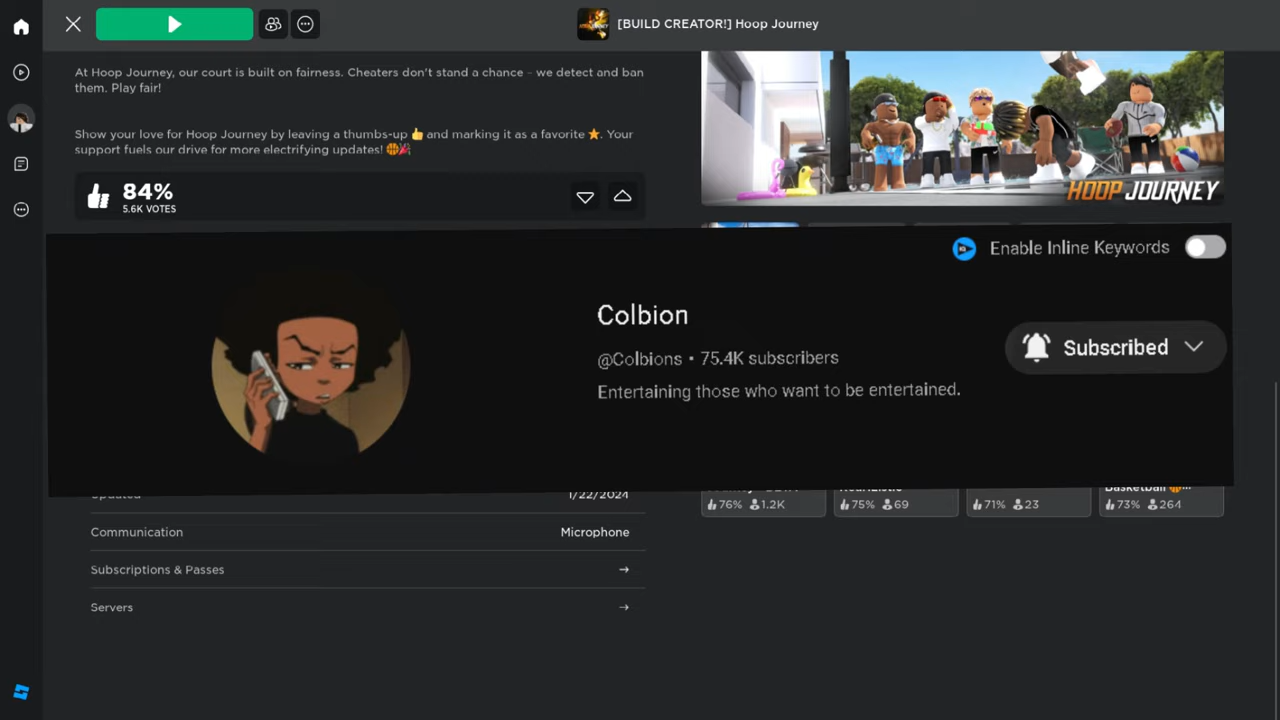 [BUILD CREATOR!] Hoop Journey
At Hoop Journey, our court is built on fairness. Cheaters don't stand a chance - we detect and ban
them. Play fair!
Show your love for Hoop Journey by leaving a thumbs-up 👍 and marking it as a favorite ⭐. Your
support fuels our drive for more electrifying updates! 🏀🎉
84%
5.6K VOTES
HOOP JOURNEY
Enable Inline Keywords
Colbion
@Colbions • 75.4K subscribers
Entertaining those who want to be entertained.
Subscribed
Updated 1/22/2024
Communication Microphone
Subscriptions & Passes
Servers
Basketball 🏀...
76% 1.2K
75% 69
71% 23
73% 264